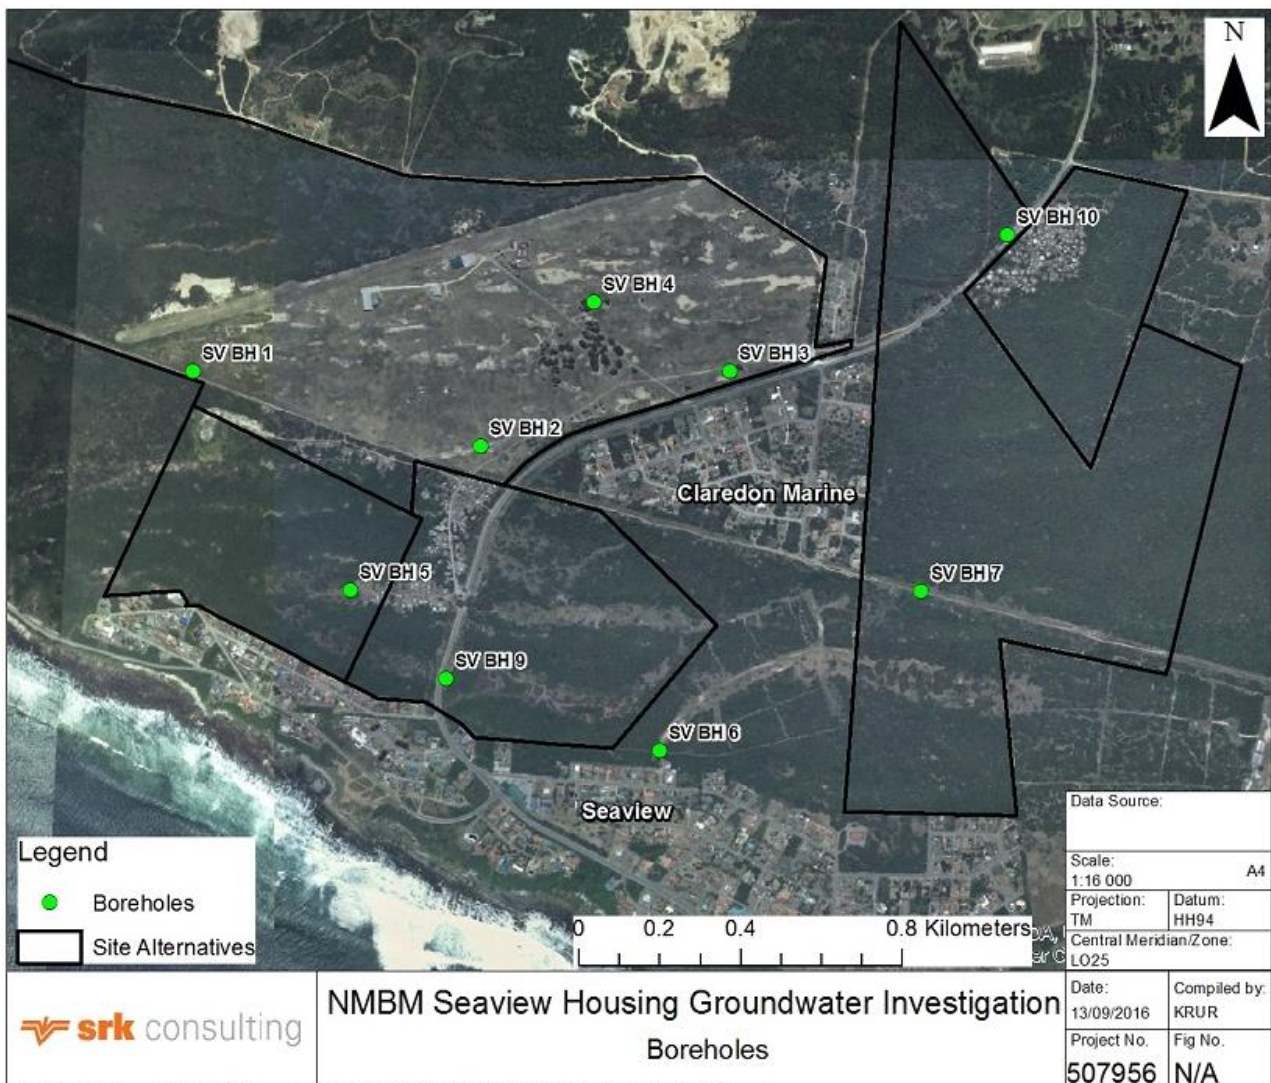 N
SV BH 10
SV BH 4
SV BH 1
SV BH 3
SV BH 2
Claredon Marine
SV BH 5
SV BH 7
SV BH 9
SV BH 6
Seaview
Legend
Boreholes
Site Alternatives
0 0.2 0.4 0.8 Kilometers
Data Source:
Scale:
1:16 000 A4
Projection: Datum:
TM HH94
Central Meridian/Zone:
LO25
srk consulting
NMBM Seaview Housing Groundwater Investigation
Boreholes
Date: Compiled by:
13/09/2016 KRUR
Project No. Fig No.
507956 N/A